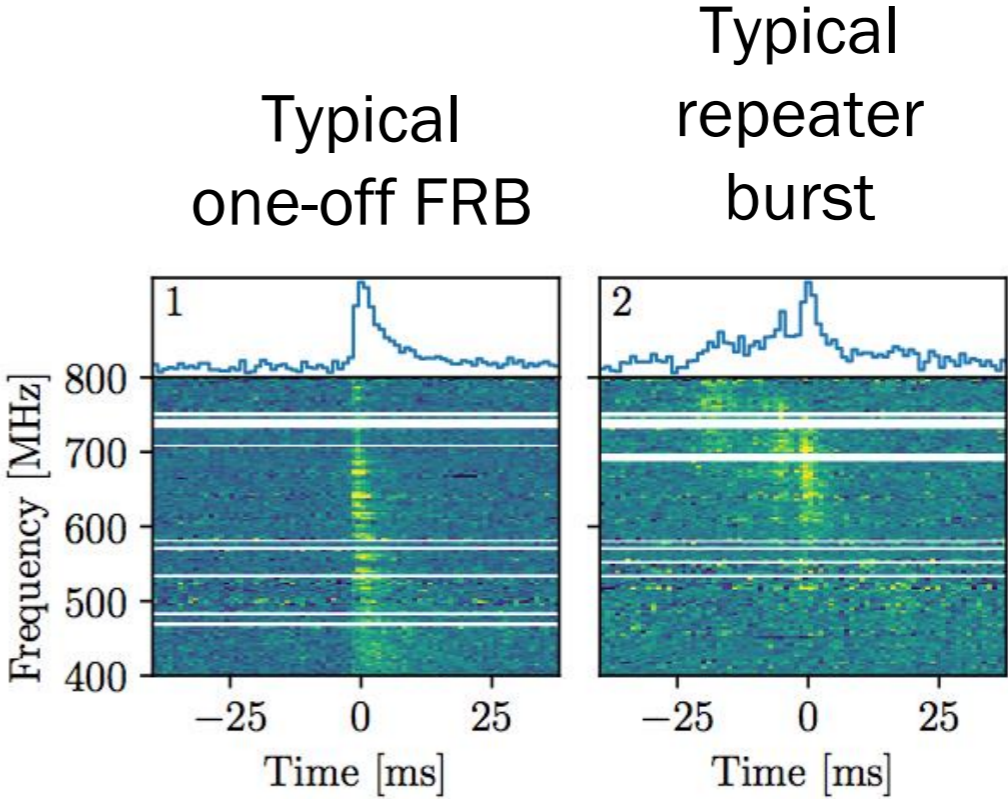 Typical
one-off FRB
Typical
repeater
burst
1
2
Frequency [MHz]
800
700
600
500
400
−25 0 25
−25 0 25
Time [ms]
Time [ms]